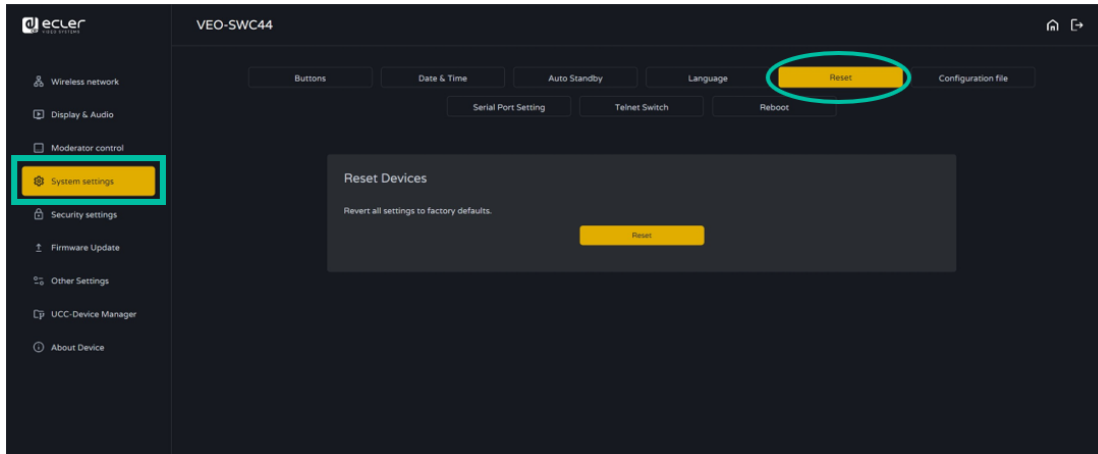 ecler
VIDEO SYSTEMS
VEO-SWC44
Wireless network
Display & Audio
Moderator control
System settings
Security settings
Firmware Update
Other Settings
UCC-Device Manager
About Device
Buttons Date & Time Auto Standby Language Reset Configuration file
Serial Port Setting Telnet Switch Reboot
Reset Devices
Revert all settings to factory defaults.
Reset